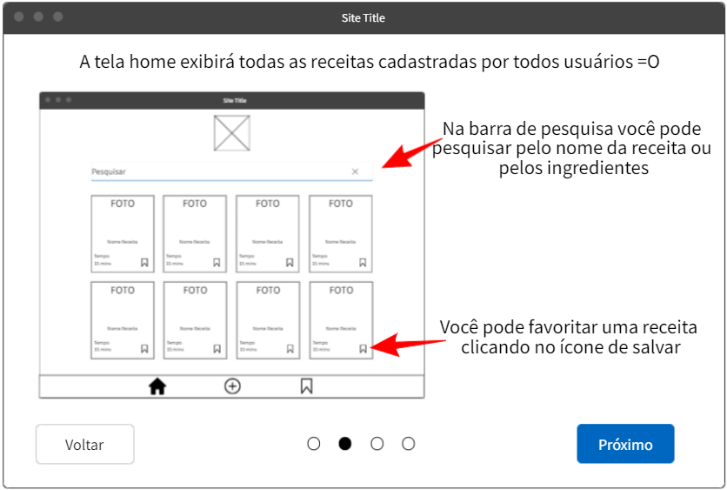 Site Title
A tela home exibirá todas as receitas cadastradas por todos usuários =O
Site Title
Na barra de pesquisa você pode
pesquisar pelo nome da receita ou
pelos ingredientes
Pesquisar
FOTO FOTO FOTO FOTO
Nome Receita Nome Receita Nome Receita Nome Receita
Tempo Tempo Tempo Tempo
35 mins 35 mins 35 mins 35 mins
FOTO FOTO FOTO FOTO
Nome Receita Nome Receita Nome Receita Nome Receita
Tempo Tempo Tempo Tempo
35 mins 35 mins 35 mins 35 mins
Você pode favoritar uma receita
clicando no ícone de salvar
Voltar
Próximo